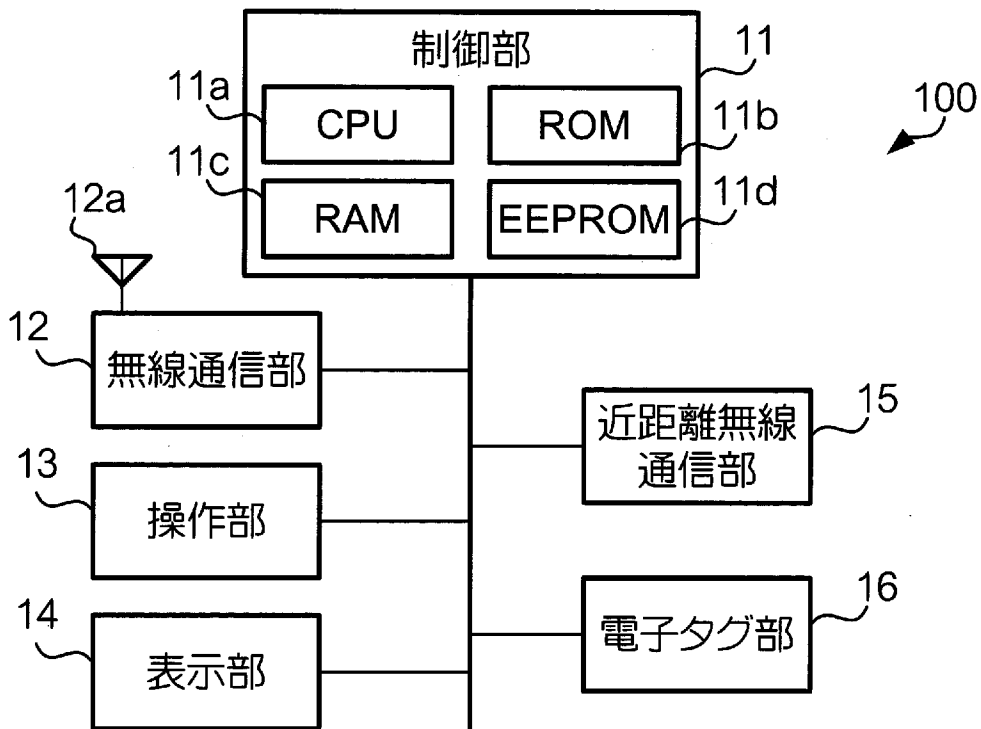 制御部
11
11a
CPU
ROM
11b
100
11c
RAM
EEPROM
11d
12a
12
無線通信部
近距離無線
通信部
15
13
操作部
14
表示部
電子タグ部
16